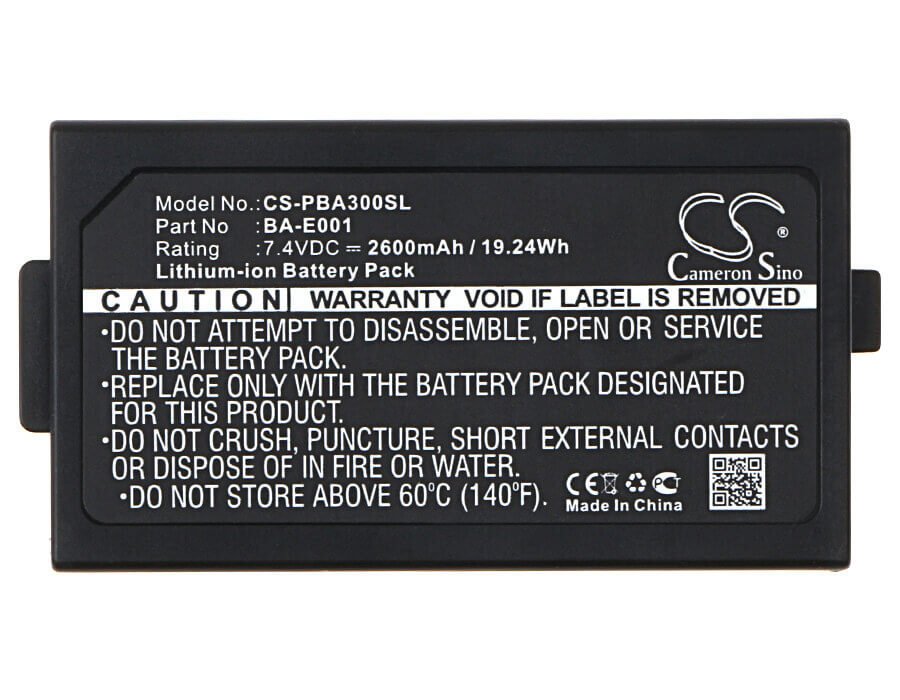 Model No.: CS-PBA300SL
Part No : BA-E001
Rating : 7.4VDC ⎓ 2600mAh / 19.24Wh
Lithium-ion Battery Pack
CS ®
Cameron Sino
CAUTION | WARRANTY VOID IF LABEL IS REMOVED
•DO NOT ATTEMPT TO DISASSEMBLE, OPEN OR SERVICE
THE BATTERY PACK.
•REPLACE ONLY WITH THE BATTERY PACK DESIGNATED
FOR THIS PRODUCT.
•DO NOT CRUSH, PUNCTURE, SHORT EXTERNAL CONTACTS
OR DISPOSE OF IN FIRE OR WATER.
•DO NOT STORE ABOVE 60°C (140°F).
CE
Made In China